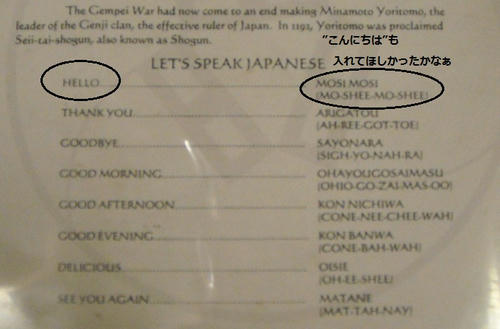 The Gempei War had now come to an end making Minamoto Yoritomo, the
leader of the Genji clan, the effective ruler of Japan. In 1192, Yoritomo was proclaimed
Seii-tai-shogun, also known as Shogun.
"こんにちは"も
入れてほしかったかなぁ
LET'S SPEAK JAPANESE
HELLO MOSI MOSI
(MO-SHEE-MO-SHEE)
THANK YOU ARIGATOU
(AH-REE-GOT-TOE)
GOODBYE SAYONARA
(SIGH-YO-NAH-RA)
GOOD MORNING OHAYOUGOSAIMASU
(OHIO-GO-ZAI-MAS-OO)
GOOD AFTERNOON KON NICHIWA
(CONE-NEE-CHEE-WAH)
GOOD EVENING KON BANWA
(CONE-BAH-WAH)
DELICIOUS OISIE
(OH-EE-SHEE)
SEE YOU AGAIN MATANE
(MAT-TAH-NAY)